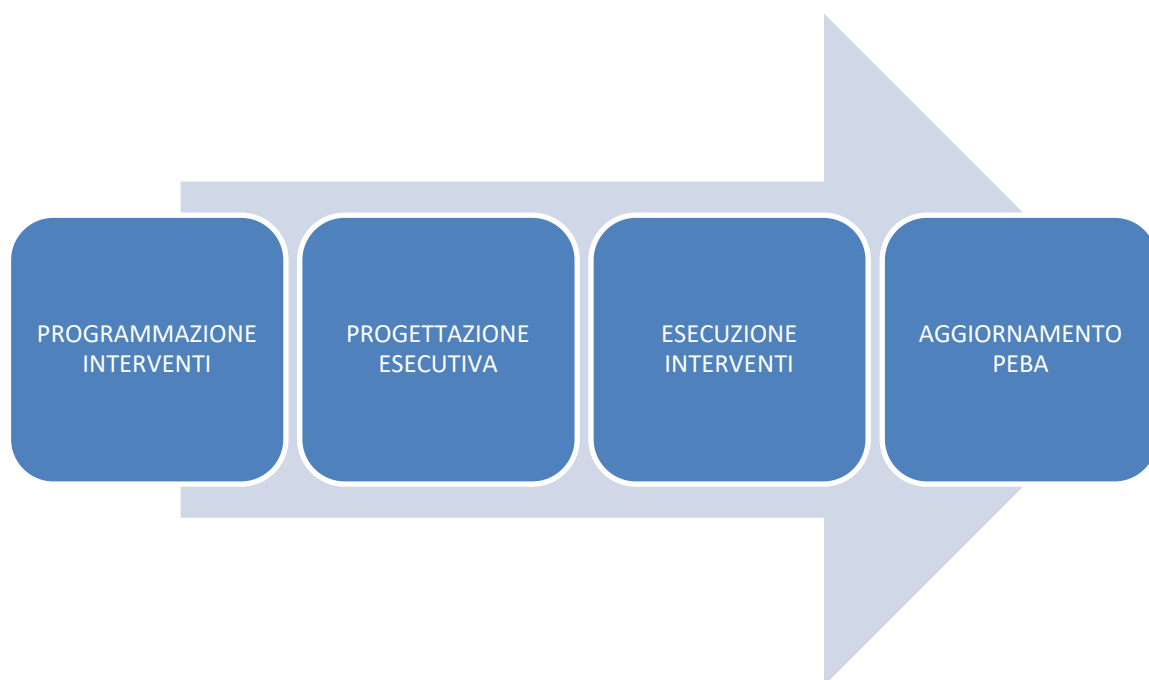 PROGRAMMAZIONE
INTERVENTI
PROGETTAZIONE
ESECUTIVA
ESECUZIONE
INTERVENTI
AGGIORNAMENTO
PEBA